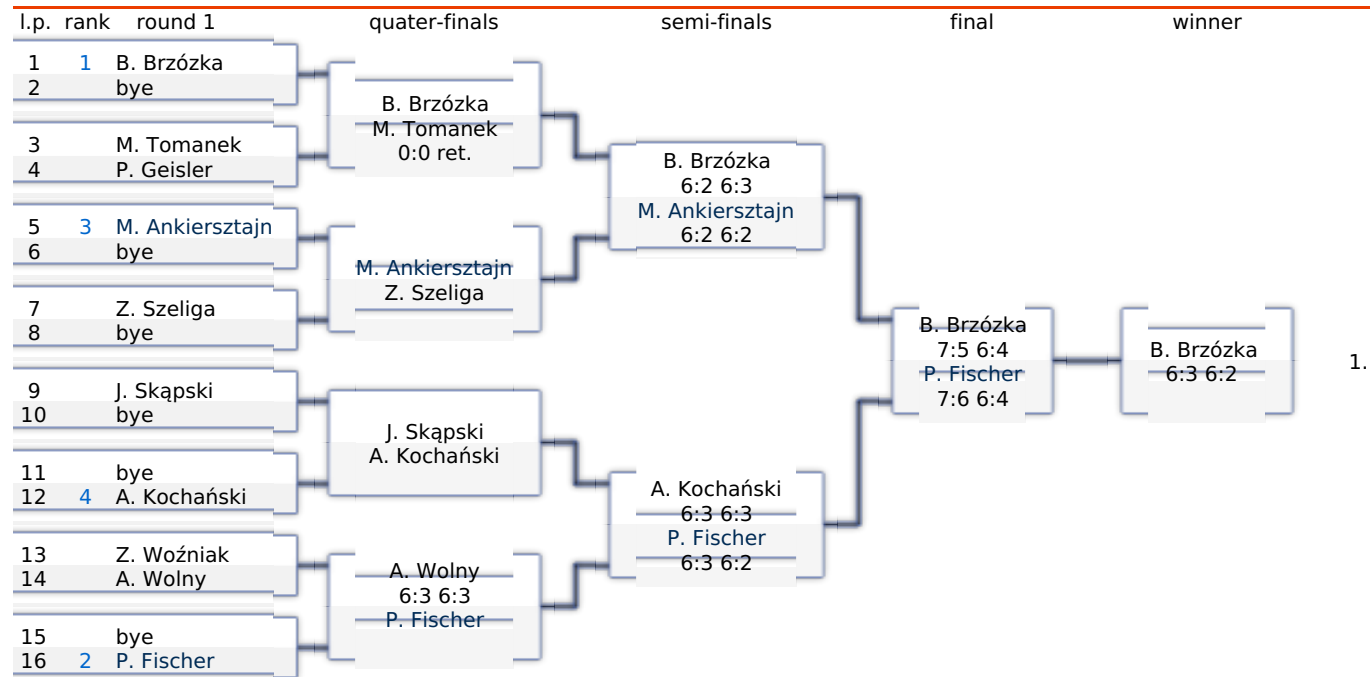 l.p. rank round 1 quater-finals semi-finals final winner
1 1 B. Brzózka
2 bye
3 M. Tomanek
4 P. Geisler
5 3 M. Ankiersztajn
6 bye
7 Z. Szeliga
8 bye
9 J. Skąpski
10 bye
11 bye
12 4 A. Kochański
13 Z. Woźniak
14 A. Wolny
15 bye
16 2 P. Fischer
B. Brzózka
M. Tomanek
0:0 ret.
M. Ankiersztajn
Z. Szeliga
J. Skąpski
A. Kochański
A. Wolny
6:3 6:3
P. Fischer
B. Brzózka
6:2 6:3
M. Ankiersztajn
6:2 6:2
A. Kochański
6:3 6:3
P. Fischer
6:3 6:2
B. Brzózka
7:5 6:4
P. Fischer
7:6 6:4
B. Brzózka
6:3 6:2
1.